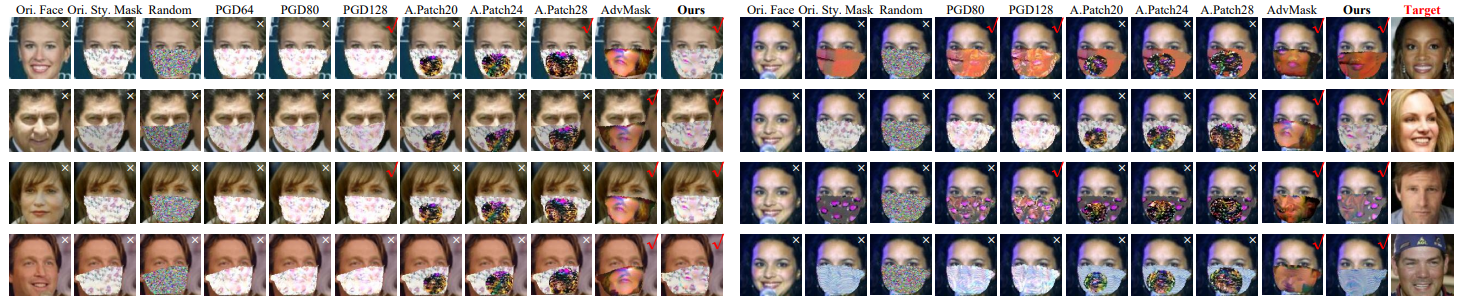 Ori. Face Ori. Sty. Mask Random PGD64 PGD80 PGD128 A.Patch20 A.Patch24 A.Patch28 AdvMask Ours Ori. Face Ori. Sty. Mask Random PGD80 PGD128 A.Patch20 A.Patch24 A.Patch28 AdvMask Ours Target